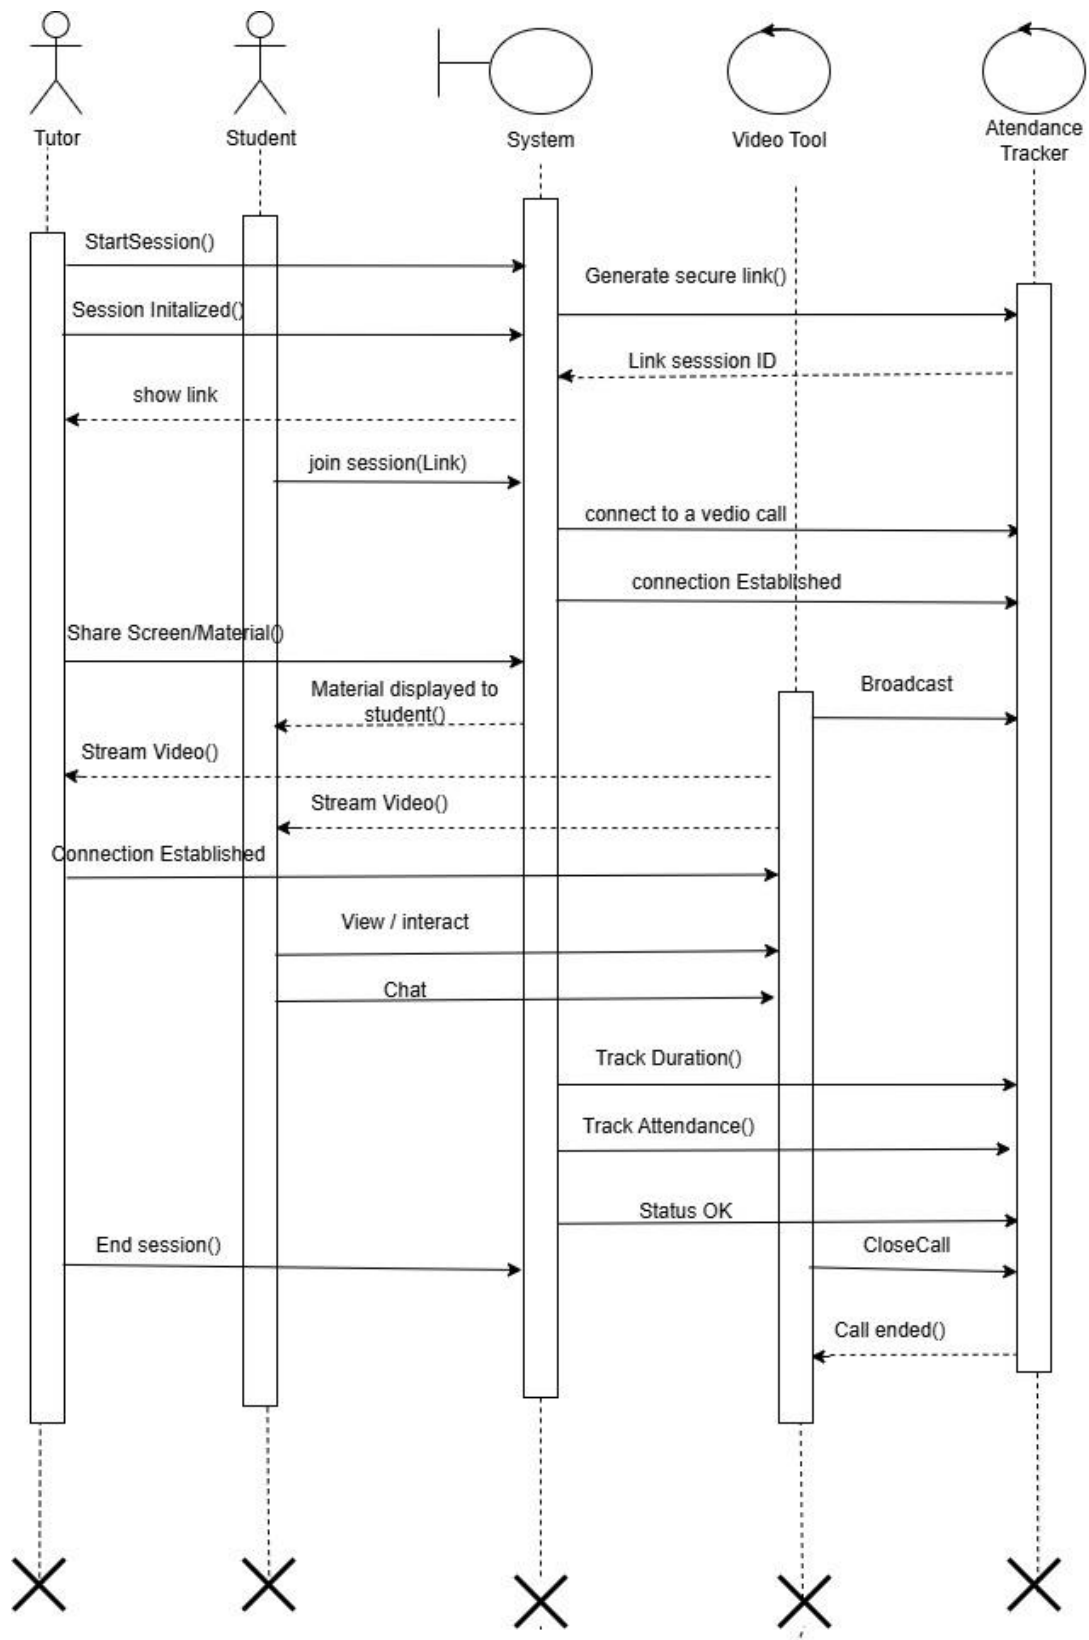 Tutor
Student
System
Video Tool
Atendance
Tracker
StartSession()
Generate secure link()
Session Initalized()
Link sesssion ID
show link
join session(Link)
connect to a vedio call
connection Established
Share Screen/Material()
Material displayed to
student()
Broadcast
Stream Video()
Stream Video()
Connection Established
View / interact
Chat
Track Duration()
Track Attendance()
Status OK
End session()
CloseCall
Call ended()